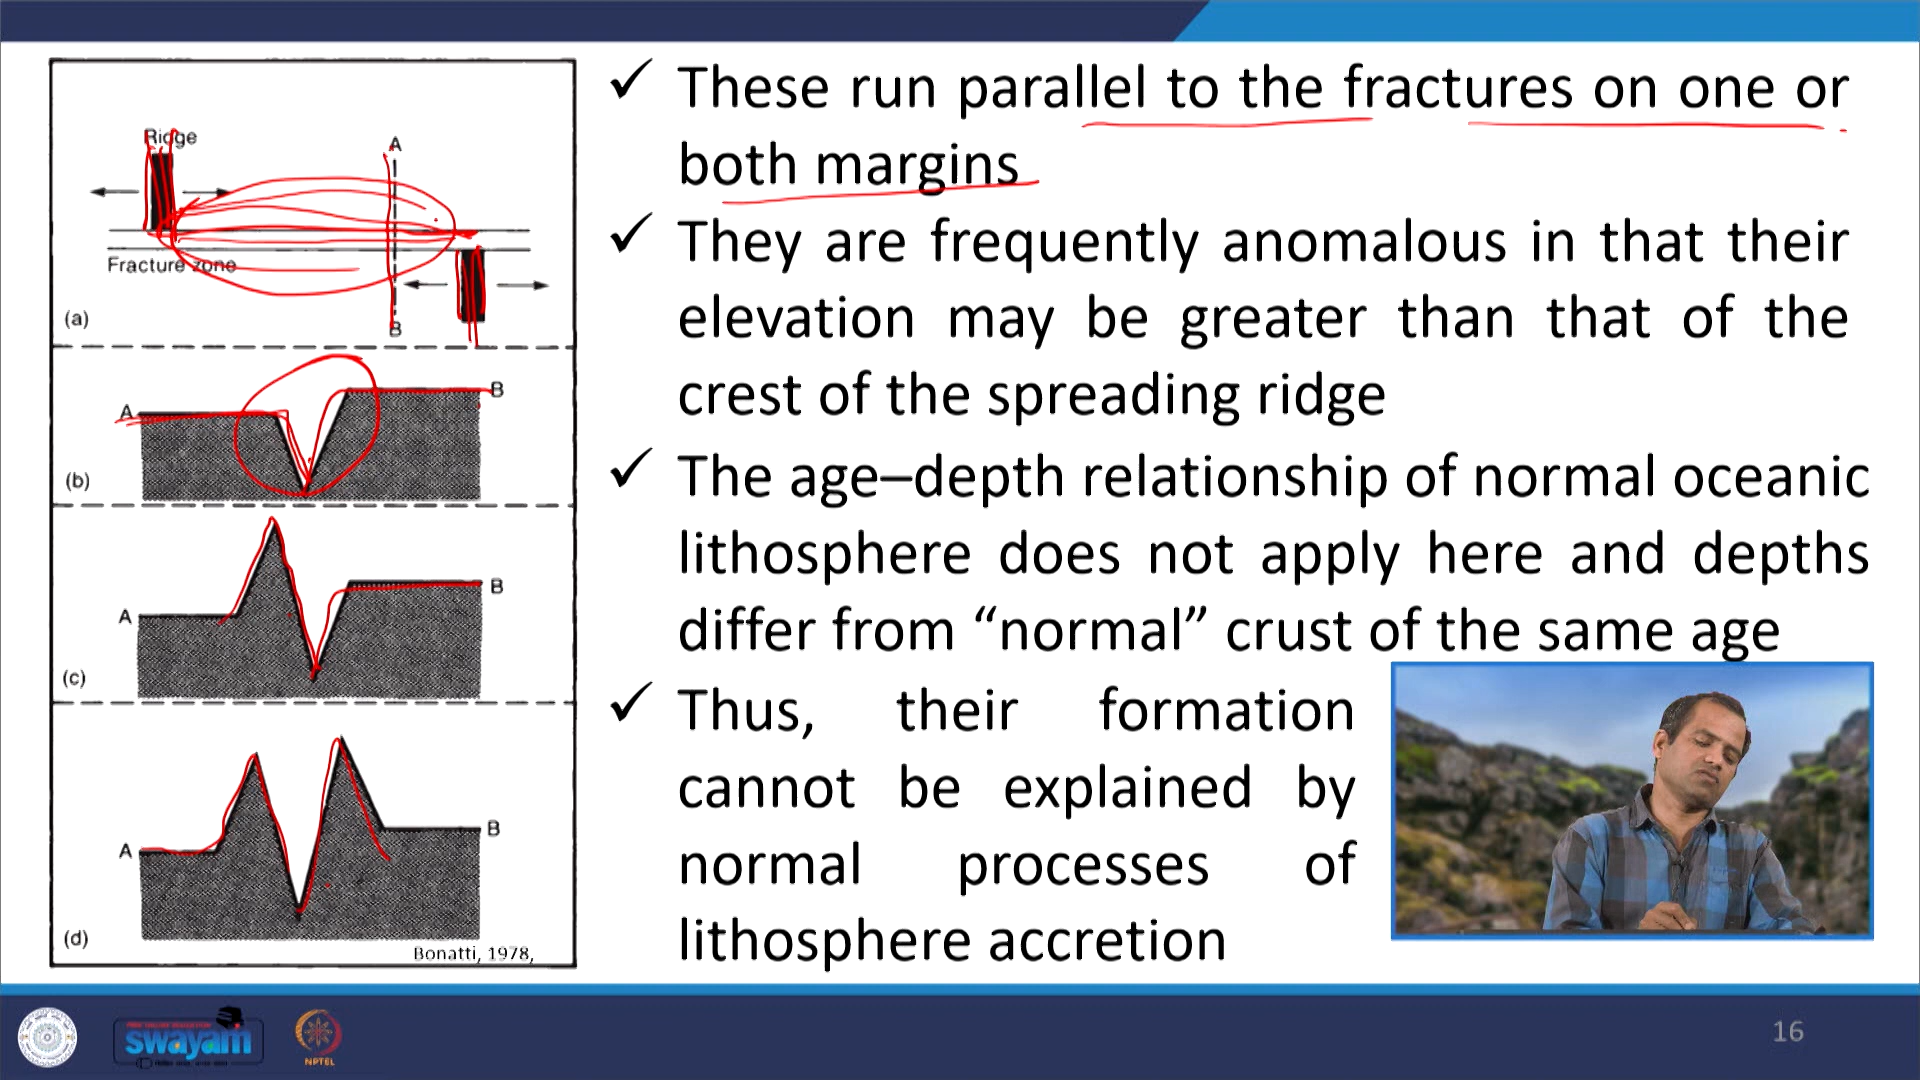 Ridge
A
Fracture zone
(a)
B
A
B
(b)
A
B
(c)
A
B
(d)
Bonatti, 1978,
✓ These run parallel to the fractures on one or
both margins
✓ They are frequently anomalous in that their
elevation may be greater than that of the
crest of the spreading ridge
✓ The age–depth relationship of normal oceanic
lithosphere does not apply here and depths
differ from “normal” crust of the same age
✓ Thus, their formation
cannot be explained by
normal processes of
lithosphere accretion
swayam
NPTEL
16